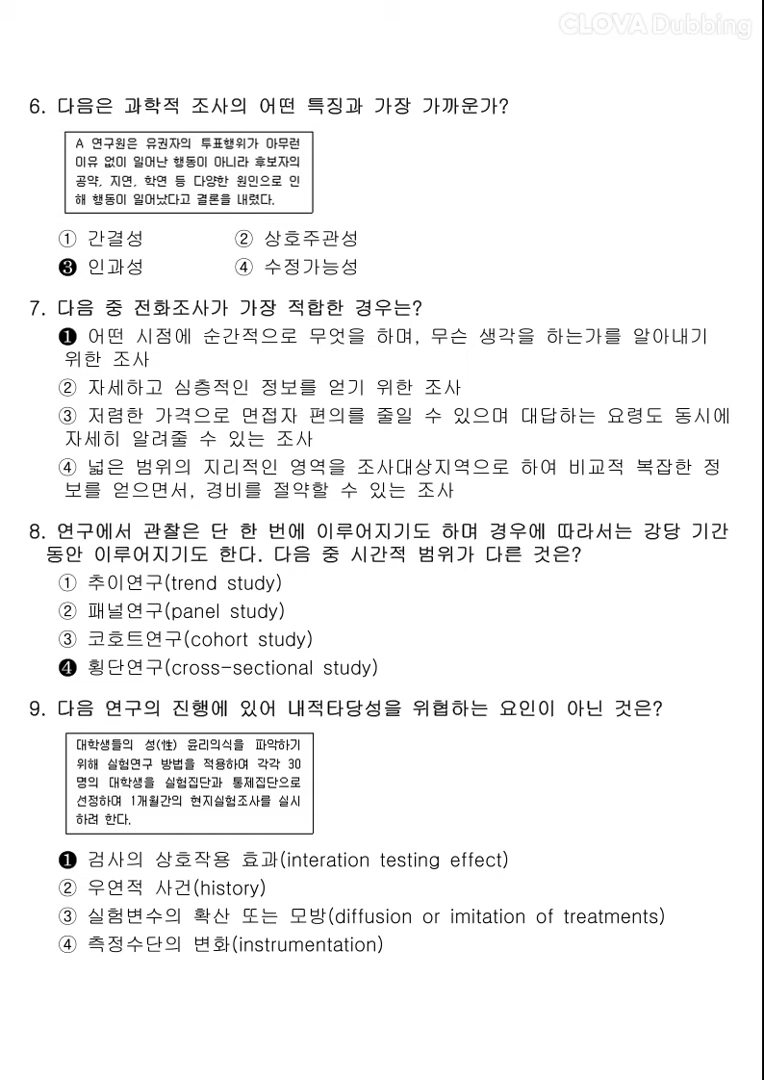 CLOVA Dubbing
6. 다음은 과학적 조사의 어떤 특징과 가장 가까운가?
A 연구원은 유권자의 투표행위가 아무런
이유 없이 일어난 행동이 아니라 후보자의
공약, 지연, 학연 등 다양한 원인으로 인
해 행동이 일어났다고 결론을 내렸다.
① 간결성 ② 상호주관성
❸ 인과성 ④ 수정가능성
7. 다음 중 전화조사가 가장 적합한 경우는?
❶ 어떤 시점에 순간적으로 무엇을 하며, 무슨 생각을 하는가를 알아내기
위한 조사
② 자세하고 심층적인 정보를 얻기 위한 조사
③ 저렴한 가격으로 면접자 편의를 줄일 수 있으며 대답하는 요령도 동시에
자세히 알려줄 수 있는 조사
④ 넓은 범위의 지리적인 영역을 조사대상지역으로 하여 비교적 복잡한 정
보를 얻으면서, 경비를 절약할 수 있는 조사
8. 연구에서 관찰은 단 한 번에 이루어지기도 하며 경우에 따라서는 강당 기간
동안 이루어지기도 한다. 다음 중 시간적 범위가 다른 것은?
① 추이연구(trend study)
② 패널연구(panel study)
③ 코호트연구(cohort study)
❹ 횡단연구(cross-sectional study)
9. 다음 연구의 진행에 있어 내적타당성을 위협하는 요인이 아닌 것은?
대학생들의 성(性) 윤리의식을 파악하기
위해 실험연구 방법을 적용하여 각각 30
명의 대학생을 실험집단과 통제집단으로
선정하여 1개월간의 현지실험조사를 실시
하려 한다.
❶ 검사의 상호작용 효과(interation testing effect)
② 우연적 사건(history)
③ 실험변수의 확산 또는 모방(diffusion or imitation of treatments)
④ 측정수단의 변화(instrumentation)